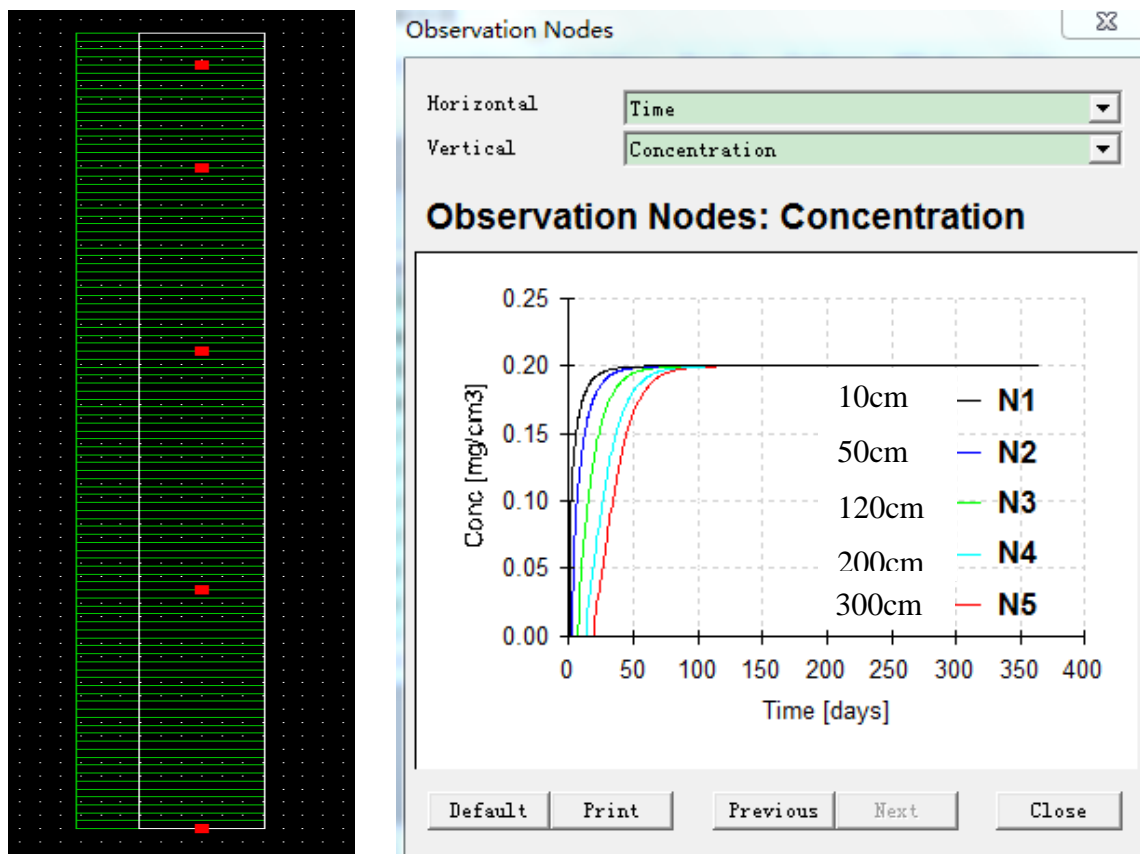 Observation Nodes
Horizontal Time
Vertical Concentration
Observation Nodes: Concentration
Conc [mg/cm3]
0.25
0.20
0.15
0.10
0.05
0.00
0 50 100 150 200 250 300 350 400
Time [days]
10cm N1
50cm N2
120cm N3
200cm N4
300cm N5
Default Print Previous Next Close